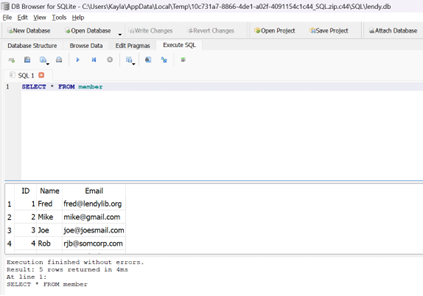 DB Browser for SQLite - C:\Users\Kayla\AppData\Local\Temp\10c731a7-8866-4de1-a02f-4091154c1c44_SQL.zip.c44\SQL\lendy.db
File Edit View Tools Help
New Database Open Database Write Changes Revert Changes Open Project Save Project Attach Database
Database Structure Browse Data Edit Pragmas Execute SQL
SQL 1
1 SELECT * FROM member
ID Name Email
1 1 Fred fred@lendylib.org
2 2 Mike mike@gmail.com
3 3 Joe joe@joesmail.com
4 4 Rob rjb@somcorp.com
Execution finished without errors.
Result: 5 rows returned in 4ms
At line 1:
SELECT * FROM member